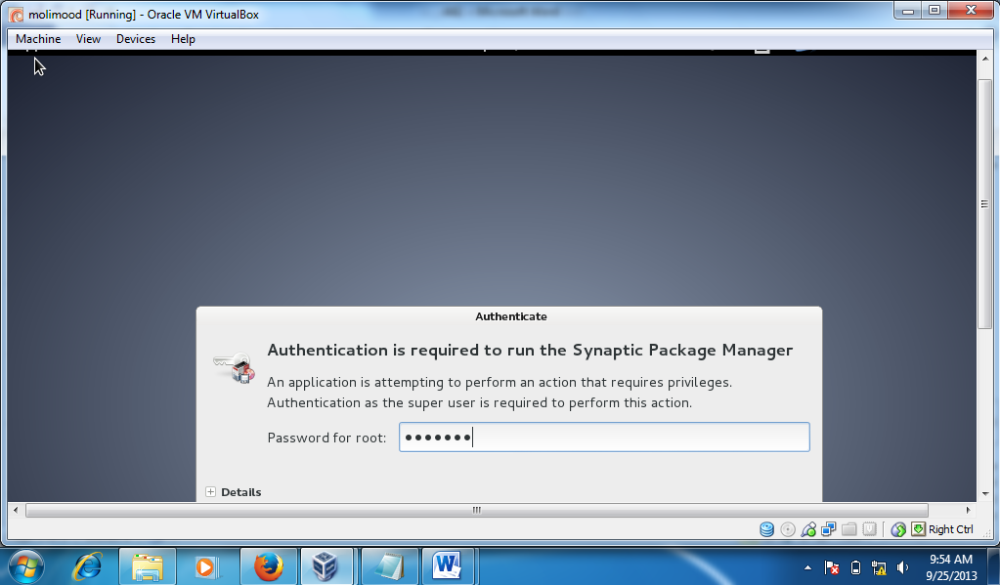 molimood [Running] - Oracle VM VirtualBox
Machine View Devices Help
Authenticate
Authentication is required to run the Synaptic Package Manager
An application is attempting to perform an action that requires privileges.
Authentication as the super user is required to perform this action.
Password for root: •••••••
Details
Right Ctrl
9:54 AM
9/25/2013